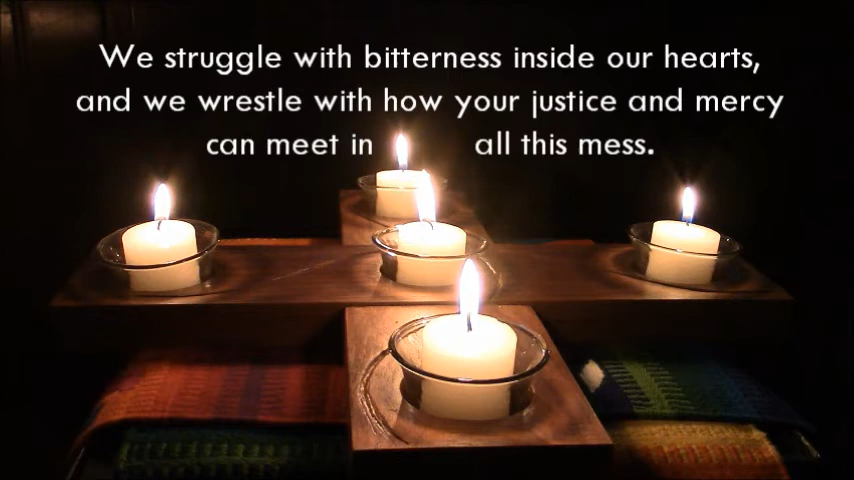 We struggle with bitterness inside our hearts,
and we wrestle with how your justice and mercy
can meet in all this mess.